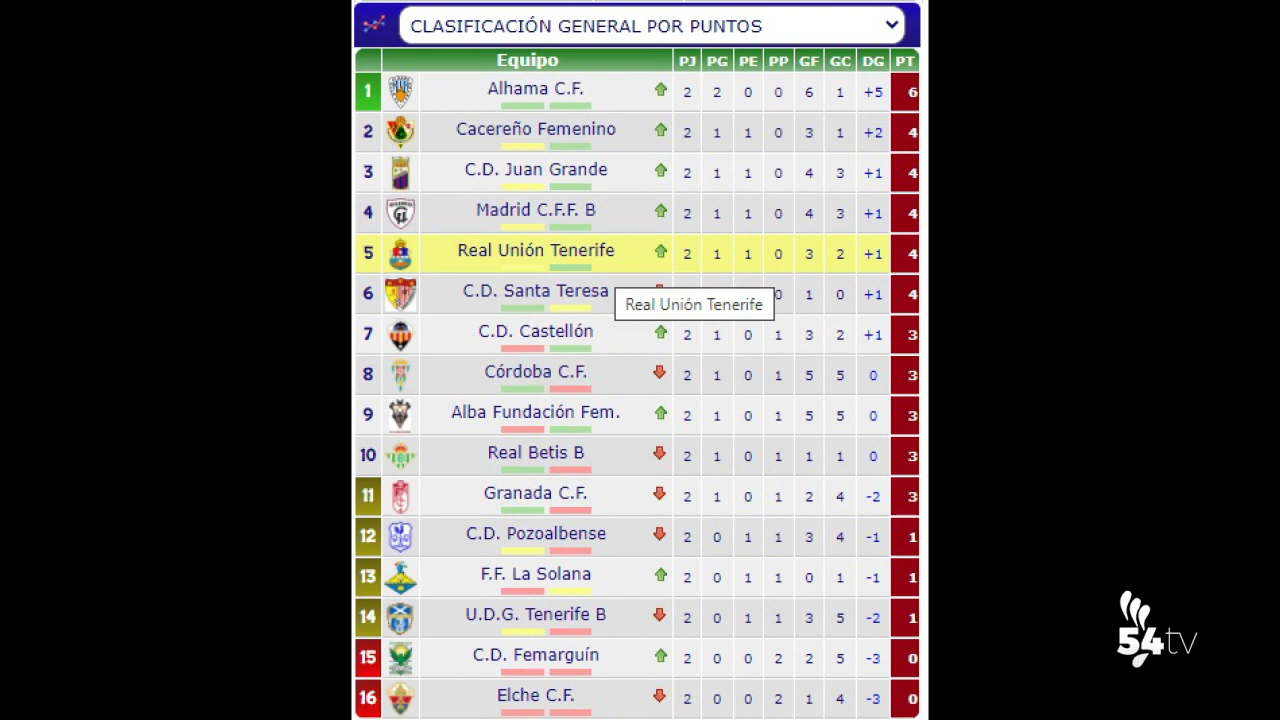 CLASIFICACIÓN GENERAL POR PUNTOS
Equipo PJ PG PE PP GF GC DG PT
1 Alhama C.F. 2 2 0 0 6 1 +5 6
2 Cacereño Femenino 2 1 1 0 3 1 +2 4
3 C.D. Juan Grande 2 1 1 0 4 3 +1 4
4 Madrid C.F.F. B 2 1 1 0 4 3 +1 4
5 Real Unión Tenerife 2 1 1 0 3 2 +1 4
6 C.D. Santa Teresa 0 1 0 +1 4
Real Unión Tenerife
7 C.D. Castellón 2 1 0 1 3 2 +1 3
8 Córdoba C.F. 2 1 0 1 5 5 0 3
9 Alba Fundación Fem. 2 1 0 1 5 5 0 3
10 Real Betis B 2 1 0 1 1 1 0 3
11 Granada C.F. 2 1 0 1 2 4 -2 3
12 C.D. Pozoalbense 2 0 1 1 3 4 -1 1
13 F.F. La Solana 2 0 1 1 0 1 -1 1
14 U.D.G. Tenerife B 2 0 1 1 3 5 -2 1
15 C.D. Femarguín 2 0 0 2 2 5 -3 0
16 Elche C.F. 2 0 0 2 1 4 -3 0
54tv